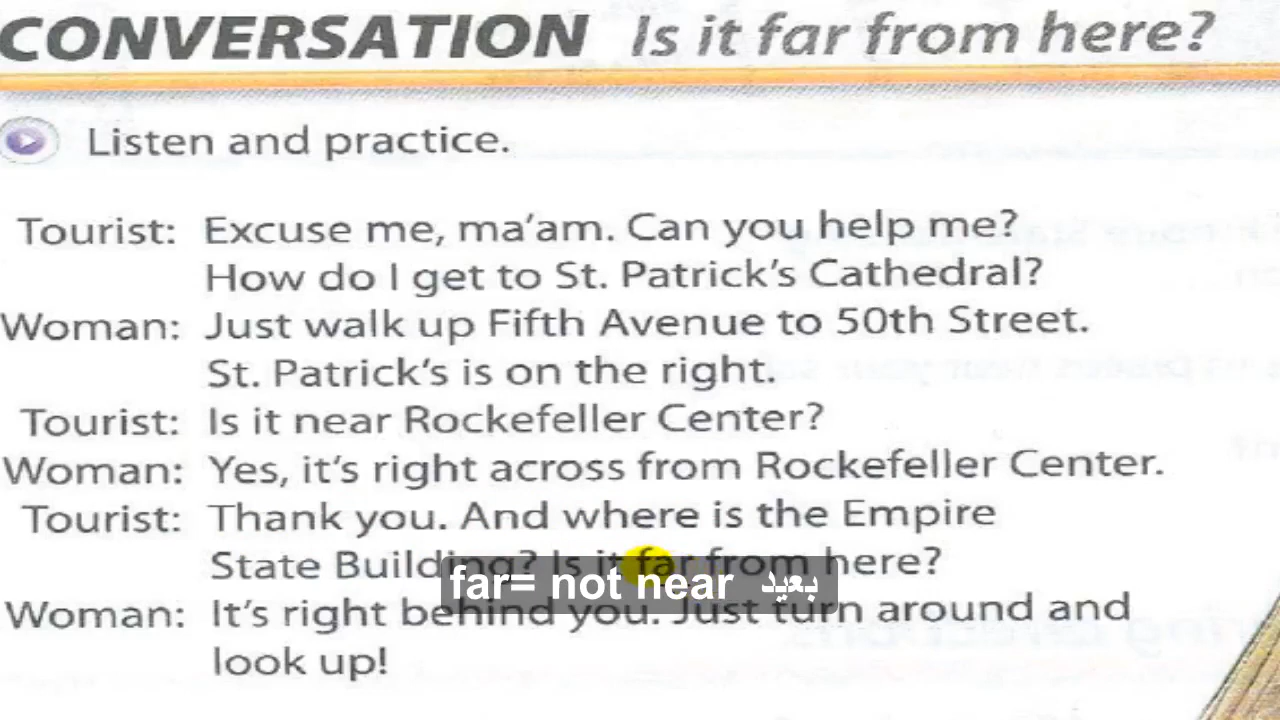 CONVERSATION Is it far from here?
Listen and practice.
Tourist: Excuse me, ma'am. Can you help me?
How do I get to St. Patrick's Cathedral?
Woman: Just walk up Fifth Avenue to 50th Street.
St. Patrick's is on the right.
Tourist: Is it near Rockefeller Center?
Woman: Yes, it's right across from Rockefeller Center.
Tourist: Thank you. And where is the Empire
State Building? Is it far from here?
far= not near بعيد
Woman: It's right behind you. Just turn around and
look up!